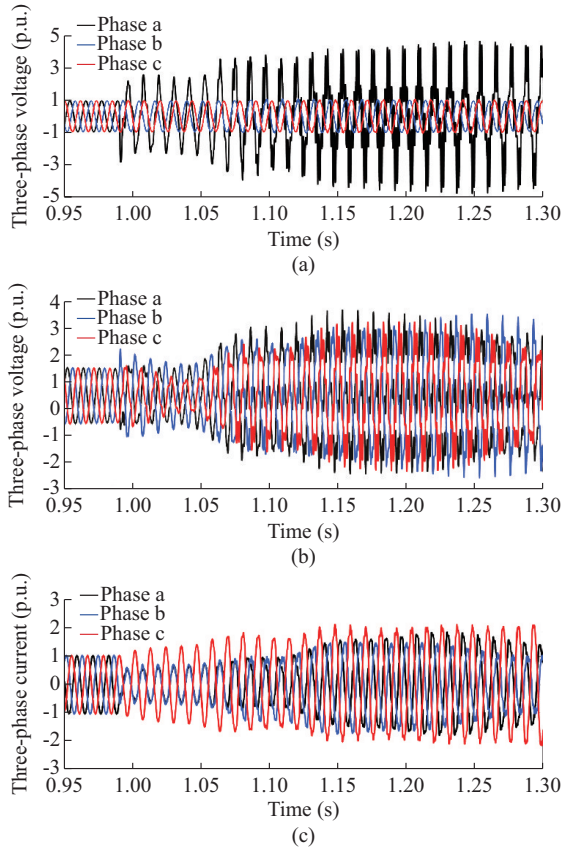 Three-phase voltage (p.u.)
5
3
1
-1
-3
-5
Phase a
Phase b
Phase c
0.95 1.00 1.05 1.10 1.15 1.20 1.25 1.30
Time (s)
(a)
Three-phase voltage (p.u.)
4
3
2
1
0
-1
-2
-3
Phase a
Phase b
Phase c
0.95 1.00 1.05 1.10 1.15 1.20 1.25 1.30
Time (s)
(b)
Three-phase current (p.u.)
3
2
1
0
-1
-2
-3
Phase a
Phase b
Phase c
0.95 1.00 1.05 1.10 1.15 1.20 1.25 1.30
Time (s)
(c)